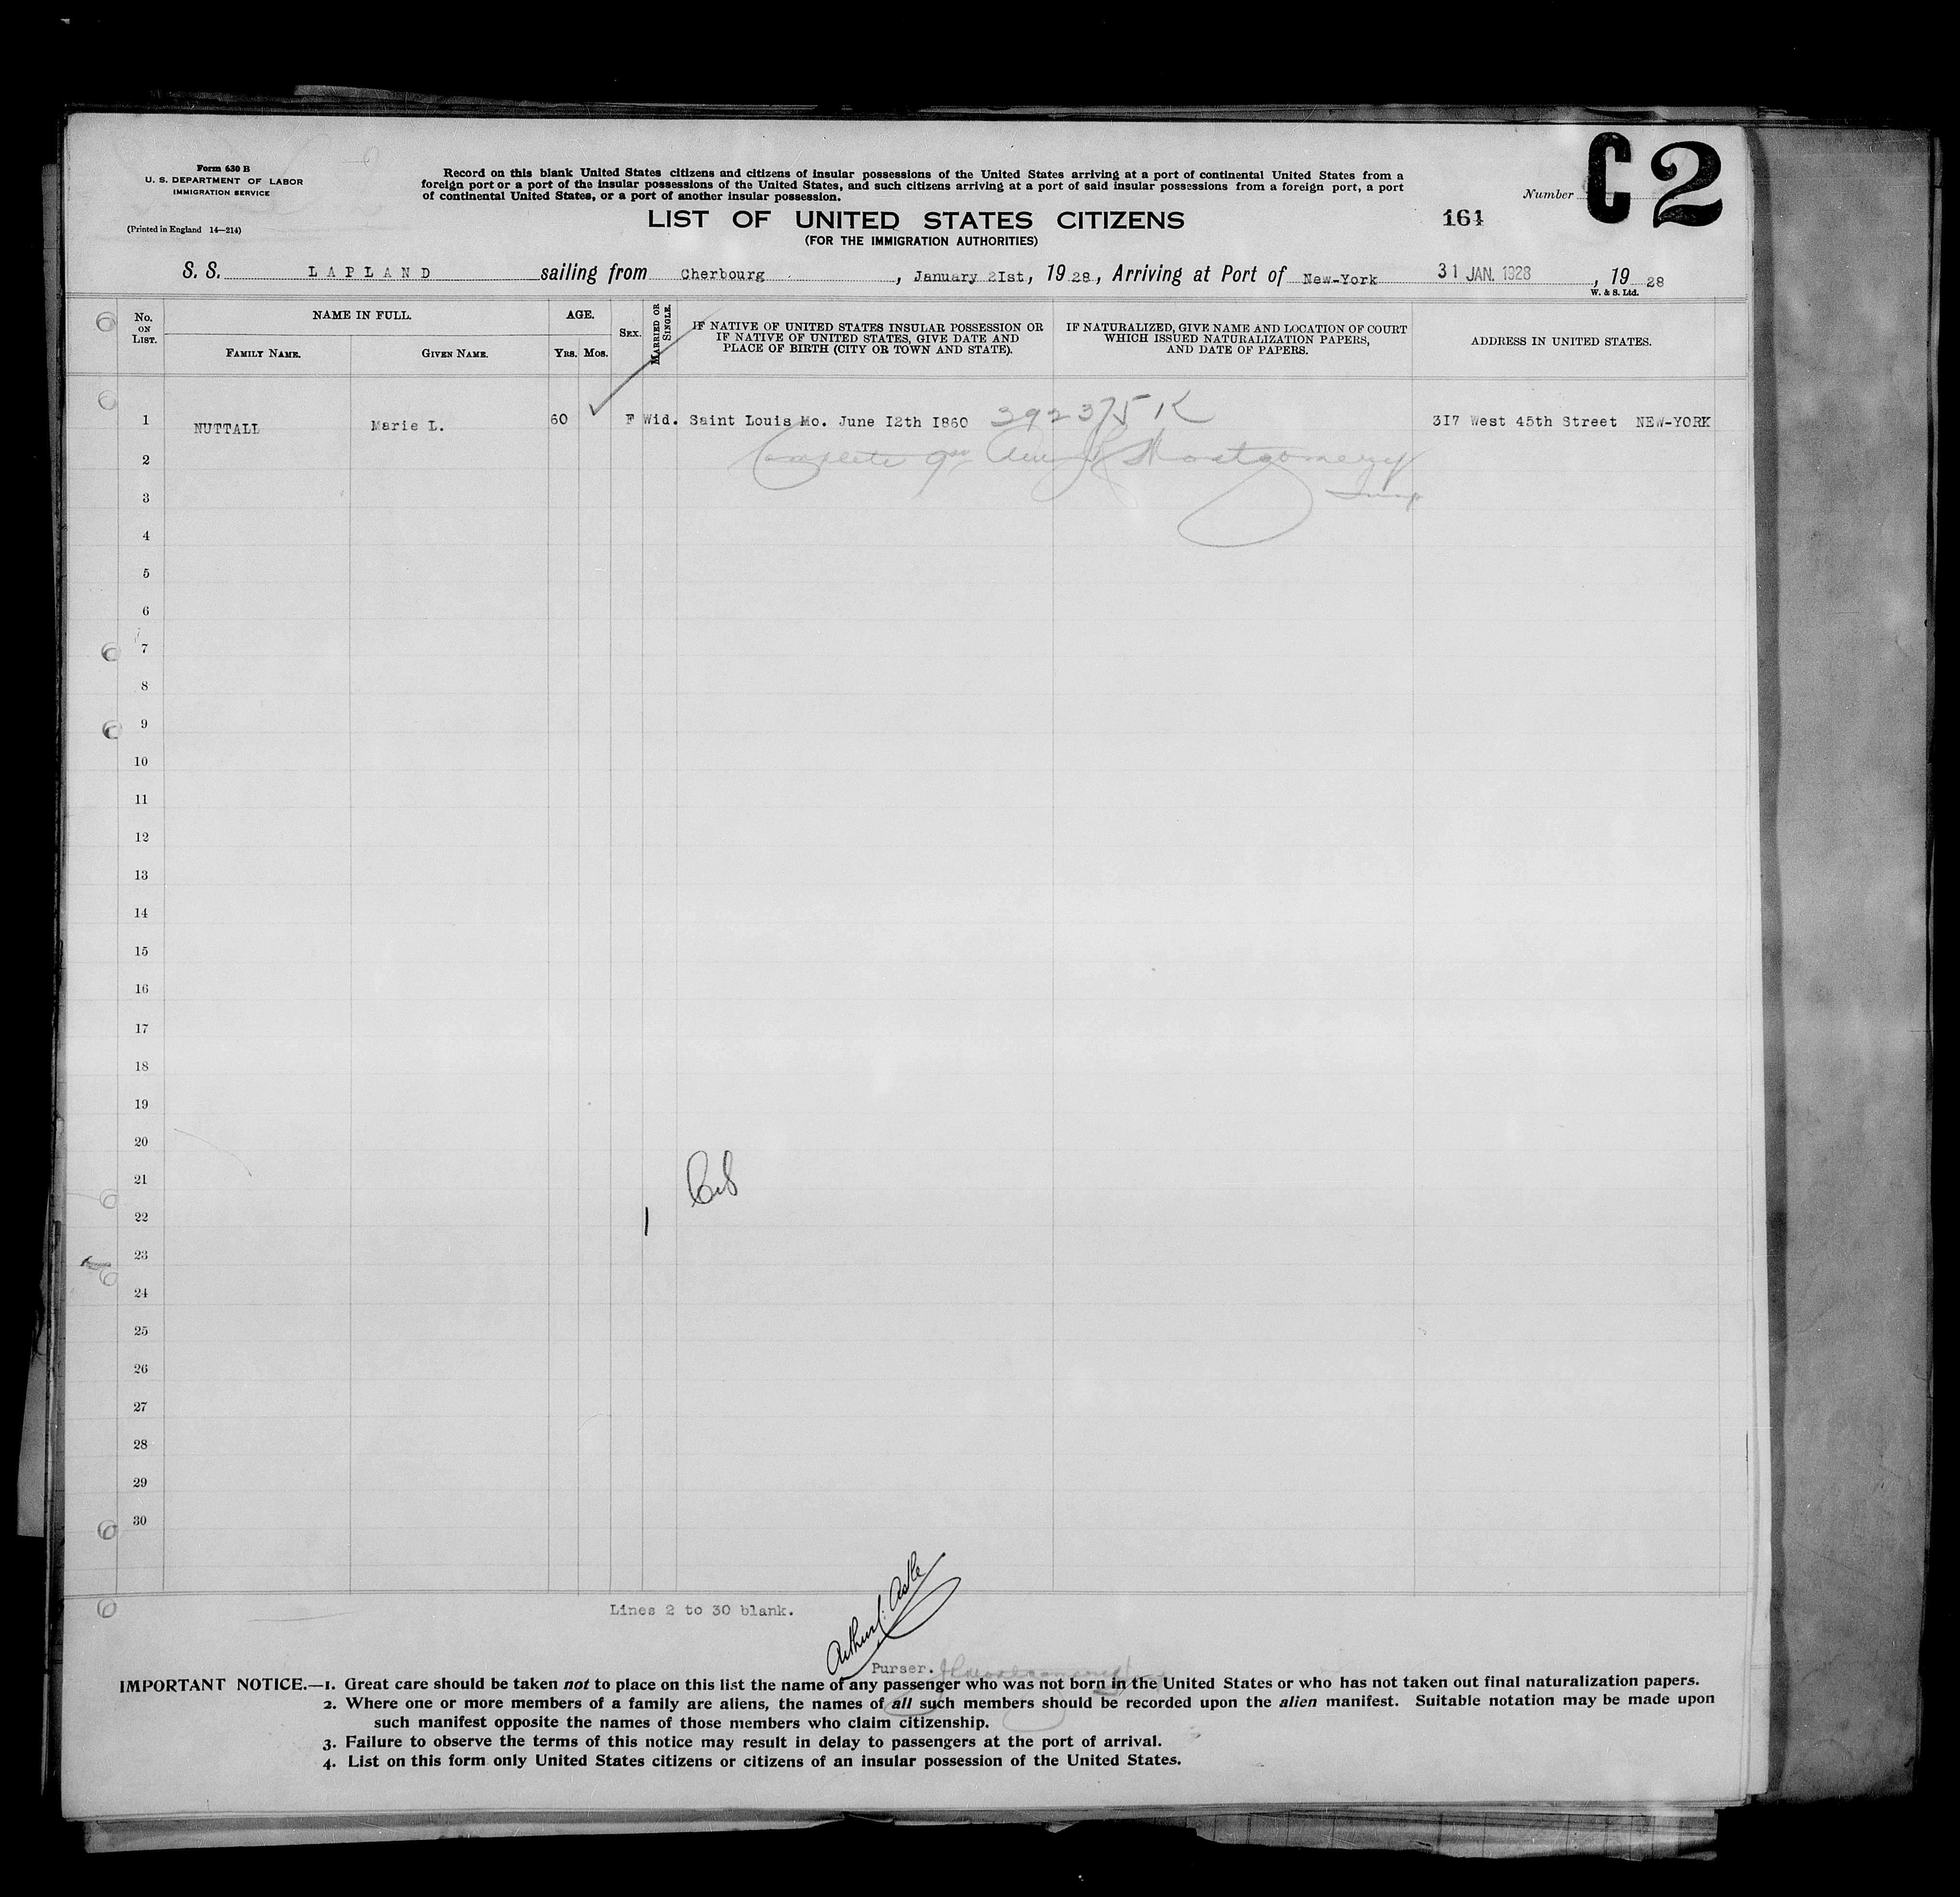 Form 630 B
U. S. DEPARTMENT OF LABOR
IMMIGRATION SERVICE
(Printed in England 14—214)
Record on this blank United States citizens and citizens of insular possessions of the United States arriving at a port of continental United States from a
foreign port or a port of the insular possessions of the United States, and such citizens arriving at a port of said insular possessions from a foreign port, a port
of continental United States, or a port of another insular possession.
Number C 2
LIST OF UNITED STATES CITIZENS
161
(FOR THE IMMIGRATION AUTHORITIES)
S. S. LAPLAND sailing from Cherbourg, January 2Ist, 1928, Arriving at Port of New-York 31 JAN. 1928, 19 28
W. & S. Ltd.
No. ON LIST.
NAME IN FULL.
FAMILY NAME.
GIVEN NAME.
AGE.
YRS. MOS.
SEX.
MARRIED OR SINGLE.
IF NATIVE OF UNITED STATES INSULAR POSSESSION OR
IF NATIVE OF UNITED STATES, GIVE DATE AND
PLACE OF BIRTH (CITY OR TOWN AND STATE).
IF NATURALIZED, GIVE NAME AND LOCATION OF COURT
WHICH ISSUED NATURALIZATION PAPERS,
AND DATE OF PAPERS.
ADDRESS IN UNITED STATES.
1 NUTTALL Marie L. 60 F Wid. Saint Louis Mo. June I2th I860 292375 K 3I7 West 45th Street NEW-YORK
2 Complete Montgomery
3 Insp
4
5
6
7
8
9
10
11
12
13
14
15
16
17
18
19
20
21
22
23
24
25
26
27
28
29
30
Lines 2 to 30 blank.
Purser.
IMPORTANT NOTICE.—1. Great care should be taken not to place on this list the name of any passenger who was not born in the United States or who has not taken out final naturalization papers.
2. Where one or more members of a family are aliens, the names of all such members should be recorded upon the alien manifest. Suitable notation may be made upon
such manifest opposite the names of those members who claim citizenship.
3. Failure to observe the terms of this notice may result in delay to passengers at the port of arrival.
4. List on this form only United States citizens or citizens of an insular possession of the United States.